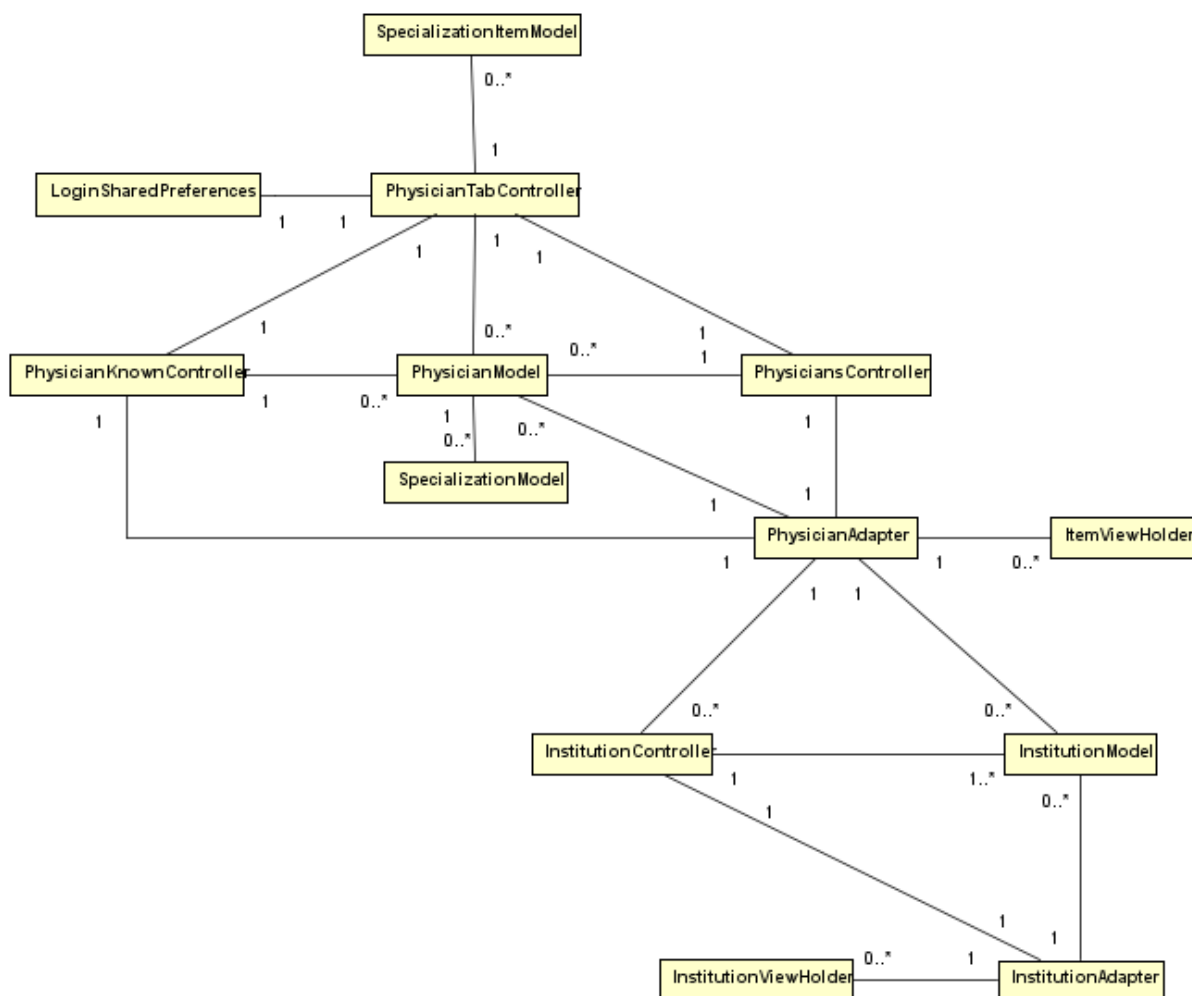 SpecializationItemModel
0..*
1
LoginSharedPreferences
PhysicianTabController
1
1
1
1
1
1
0..*
1
0..*
1
PhysicianKnownController
PhysicianModel
PhysiciansController
1
1
0..*
1
0..*
0..*
1
SpecializationModel
1
1
PhysicianAdapter
ItemViewHolder
1
1
0..*
1
1
0..*
0..*
InstitutionController
InstitutionModel
1
1..*
0..*
1
1
1
0..*
1
InstitutionViewHolder
InstitutionAdapter